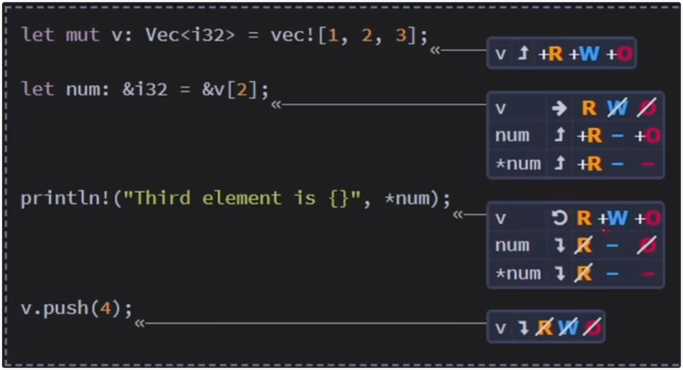 let mut v: Vec<i32> = vec![1, 2, 3];
« v ↥ +R +W +O
let num: &i32 = &v[2];
« v → R W O
num ↥ +R - +O
*num ↥ +R - -
println!("Third element is {}", *num);
« v ↻ R +W +O
num ↴ R - O
*num ↴ R - -
v.push(4);
« v ↴ R W O